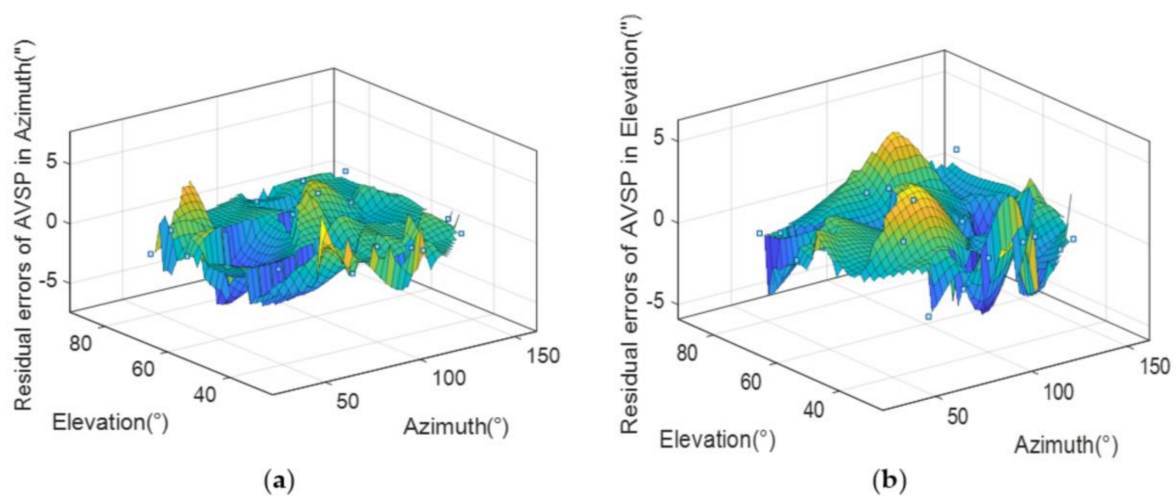 Residual errors of AVSP in Azimuth(")
5
0
-5
80
60
40
Elevation(°)
50
100
150
Azimuth(°)
(a)
Residual errors of AVSP in Elevation(")
5
0
-5
80
60
40
Elevation(°)
50
100
150
Azimuth(°)
(b)